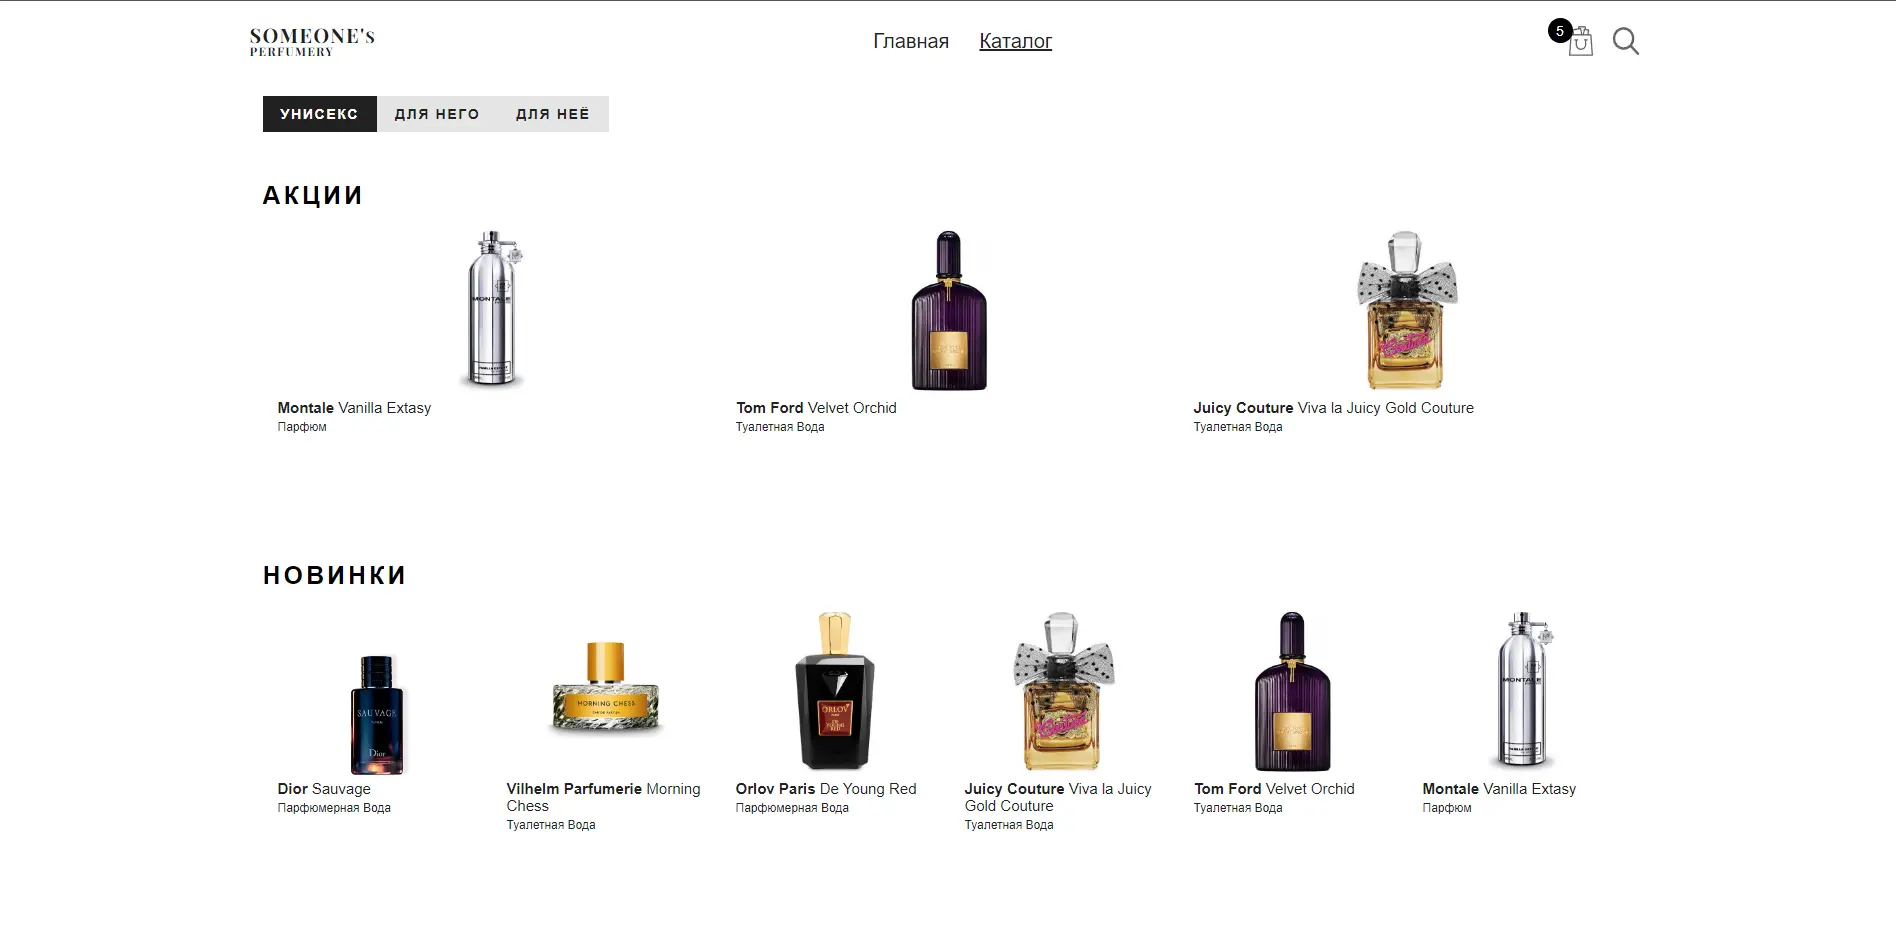 SOMEONE's
PERFUMERY
Главная Каталог
5
УНИСЕКС ДЛЯ НЕГО ДЛЯ НЕЁ
АКЦИИ
MONTALE
Montale Vanilla Extasy
Парфюм
Tom Ford Velvet Orchid
Туалетная Вода
Juicy Couture Viva la Juicy Gold Couture
Туалетная Вода
НОВИНКИ
SAUVAGE
Dior
MORNING CHESS
ORLOV
MONTALE
Dior Sauvage
Парфюмерная Вода
Vilhelm Parfumerie Morning
Chess
Туалетная Вода
Orlov Paris De Young Red
Парфюмерная Вода
Juicy Couture Viva la Juicy
Gold Couture
Туалетная Вода
Tom Ford Velvet Orchid
Туалетная Вода
Montale Vanilla Extasy
Парфюм